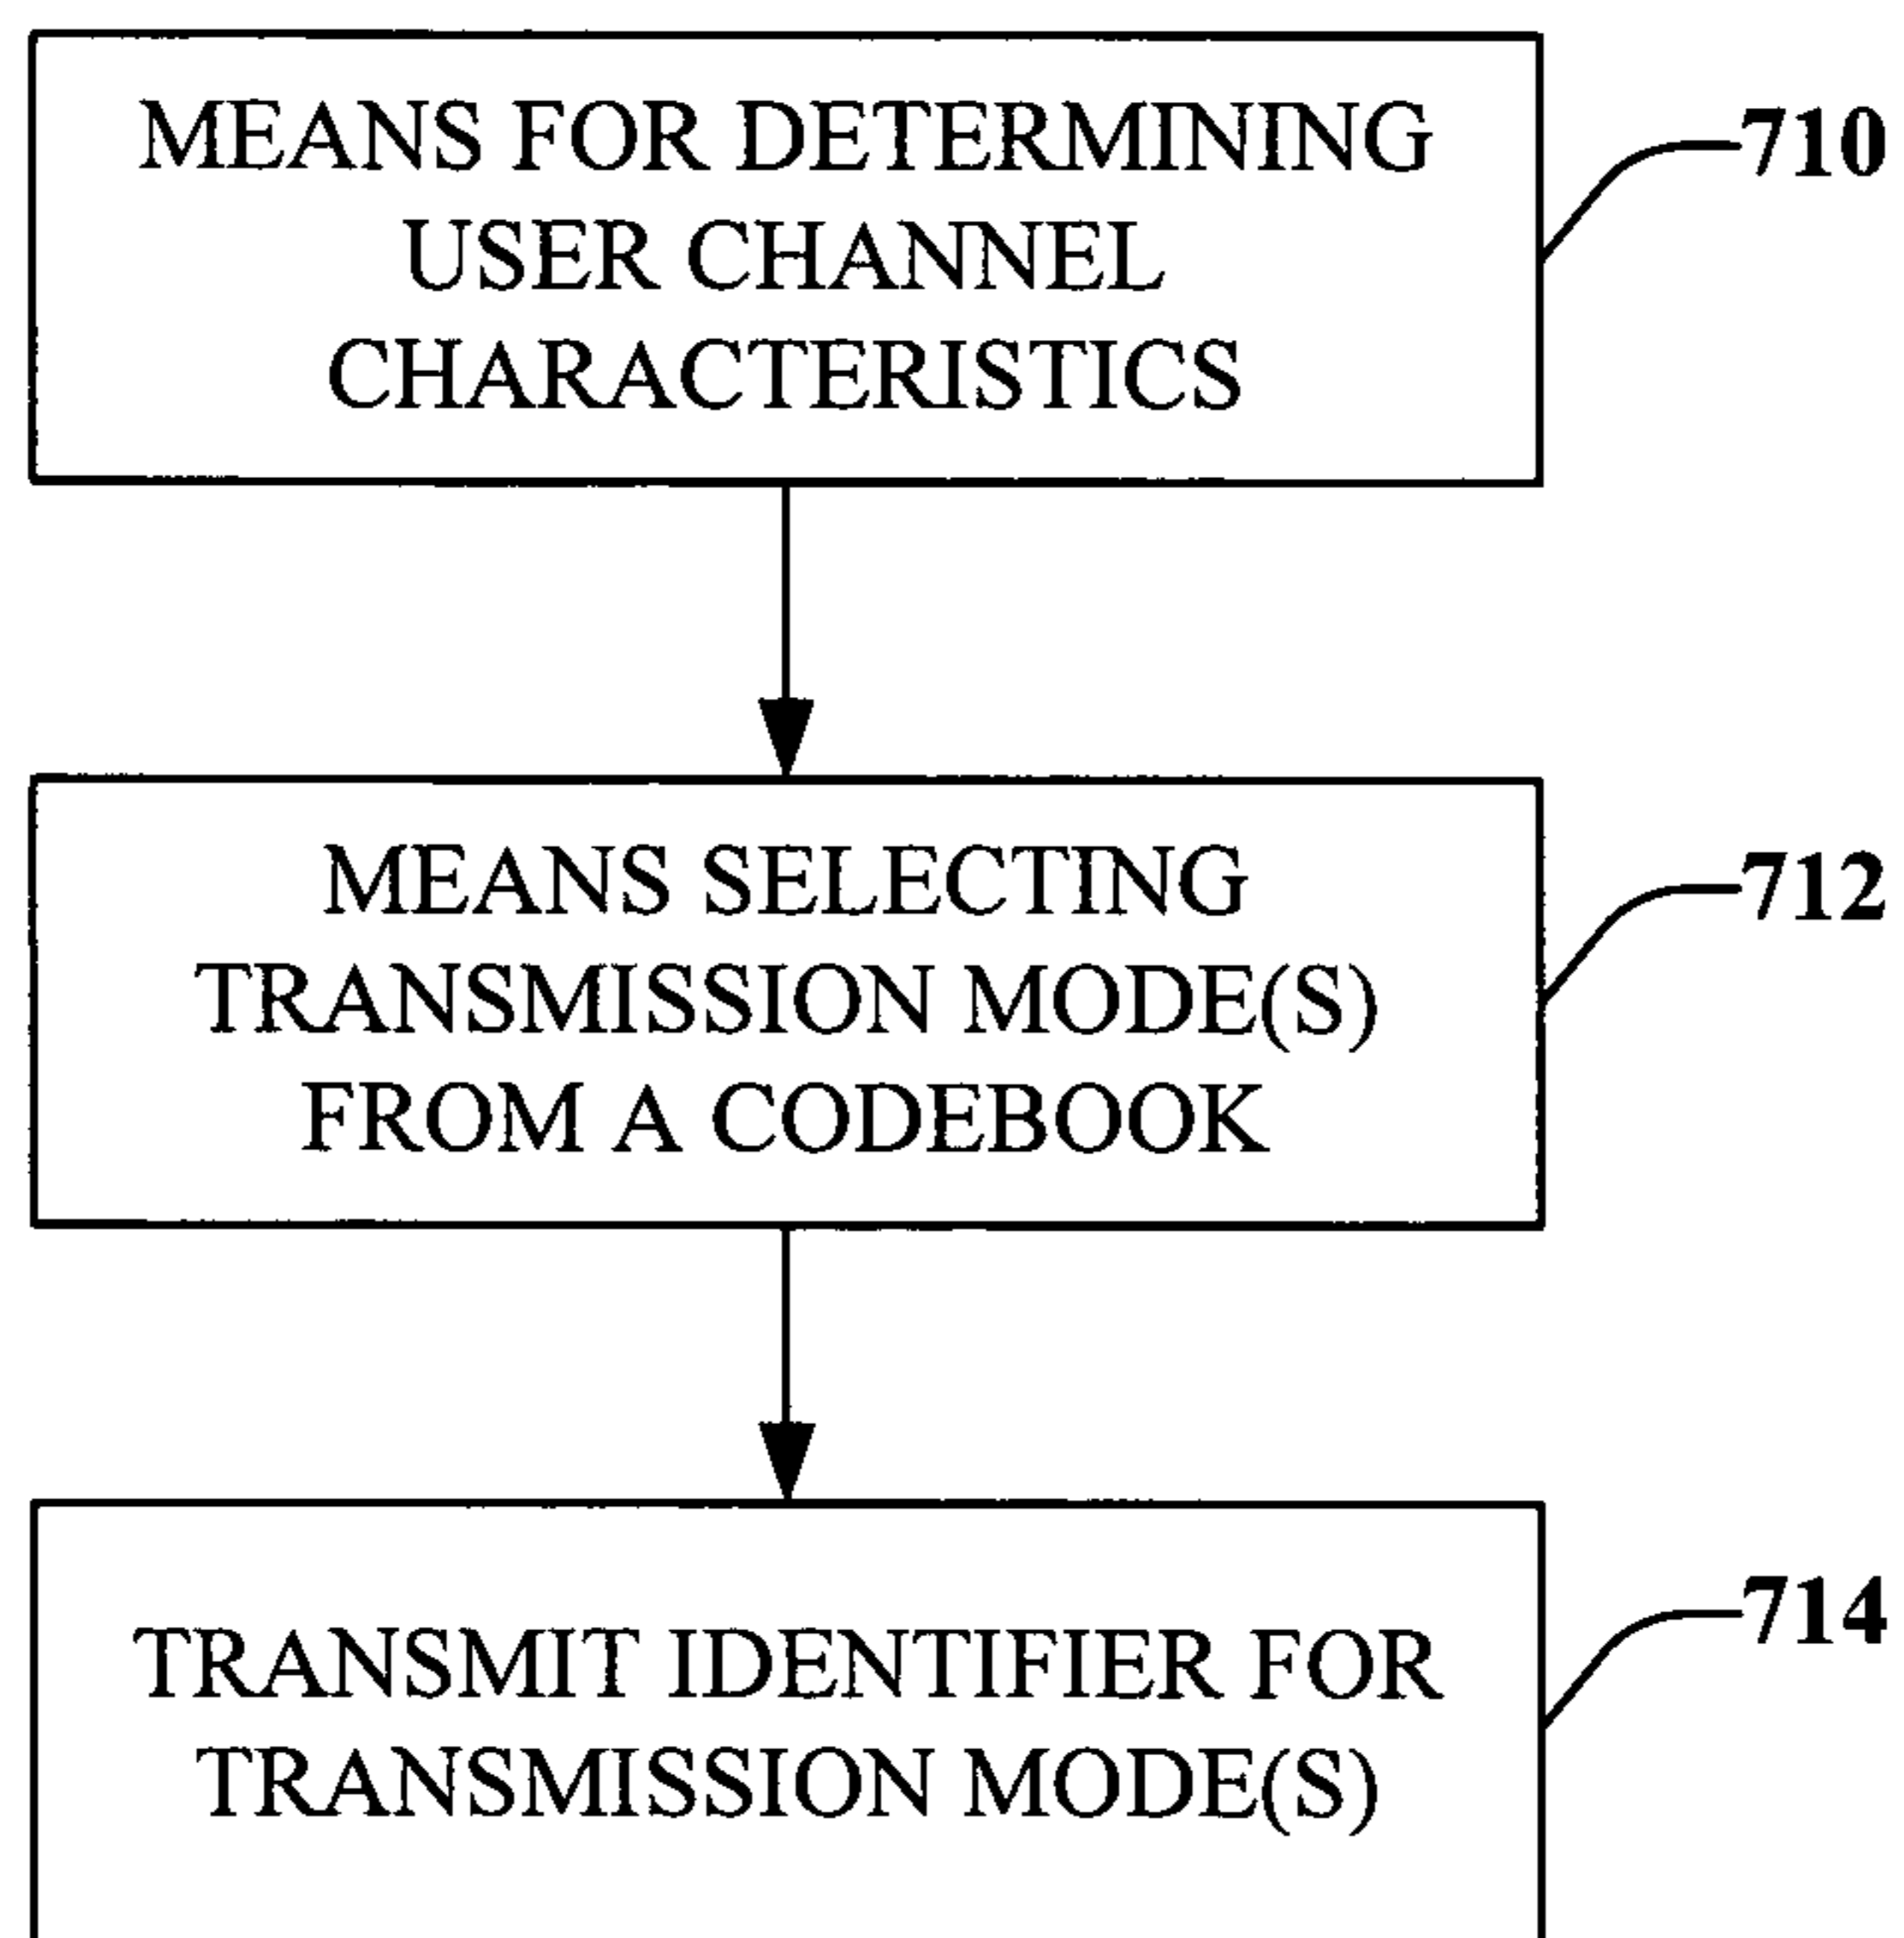 MEANS FOR DETERMINING
USER CHANNEL
CHARACTERISTICS
710
MEANS SELECTING
TRANSMISSION MODE(S)
FROM A CODEBOOK
712
TRANSMIT IDENTIFIER FOR
TRANSMISSION MODE(S)
714